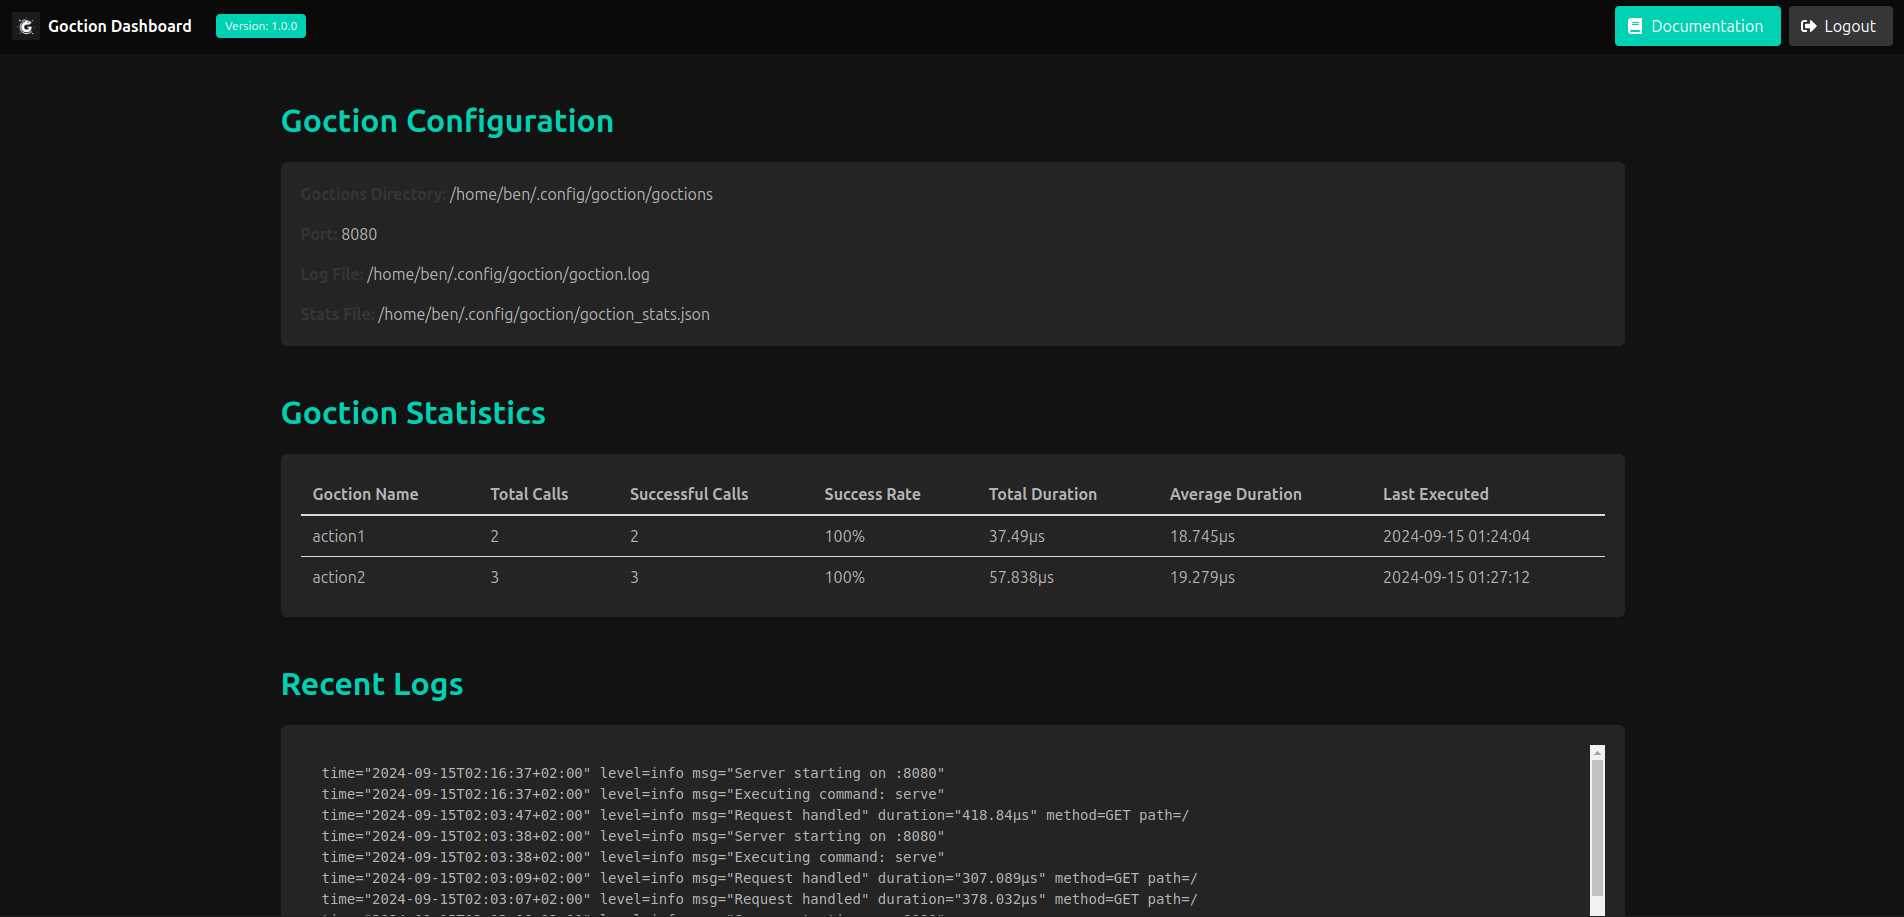 Goction Dashboard Version: 1.0.0 Documentation Logout
Goction Configuration
Goctions Directory: /home/ben/.config/goction/goctions
Port: 8080
Log File: /home/ben/.config/goction/goction.log
Stats File: /home/ben/.config/goction/goction_stats.json
Goction Statistics
Goction Name Total Calls Successful Calls Success Rate Total Duration Average Duration Last Executed
action1 2 2 100% 37.49µs 18.745µs 2024-09-15 01:24:04
action2 3 3 100% 57.838µs 19.279µs 2024-09-15 01:27:12
Recent Logs
time="2024-09-15T02:16:37+02:00" level=info msg="Server starting on :8080"
time="2024-09-15T02:16:37+02:00" level=info msg="Executing command: serve"
time="2024-09-15T02:03:47+02:00" level=info msg="Request handled" duration="418.84µs" method=GET path=/
time="2024-09-15T02:03:38+02:00" level=info msg="Server starting on :8080"
time="2024-09-15T02:03:38+02:00" level=info msg="Executing command: serve"
time="2024-09-15T02:03:09+02:00" level=info msg="Request handled" duration="307.089µs" method=GET path=/
time="2024-09-15T02:03:07+02:00" level=info msg="Request handled" duration="378.032µs" method=GET path=/